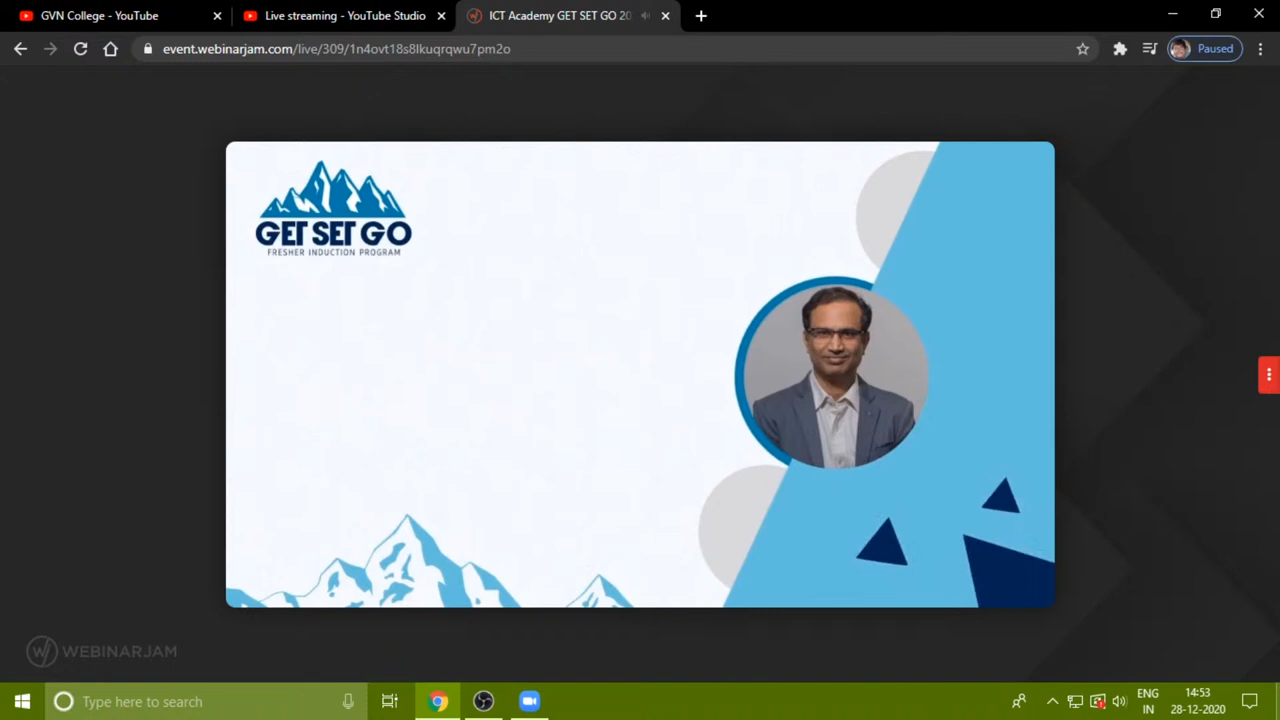 GVN College - YouTube
Live streaming - YouTube Studio
ICT Academy GET SET GO 20
event.webinarjam.com/live/309/1n4ovt18s8lkuqrqwu7pm2o
Paused
GET SET GO
FRESHER INDUCTION PROGRAM
WEBINARJAM
Type here to search
ENG
IN
14:53
28-12-2020